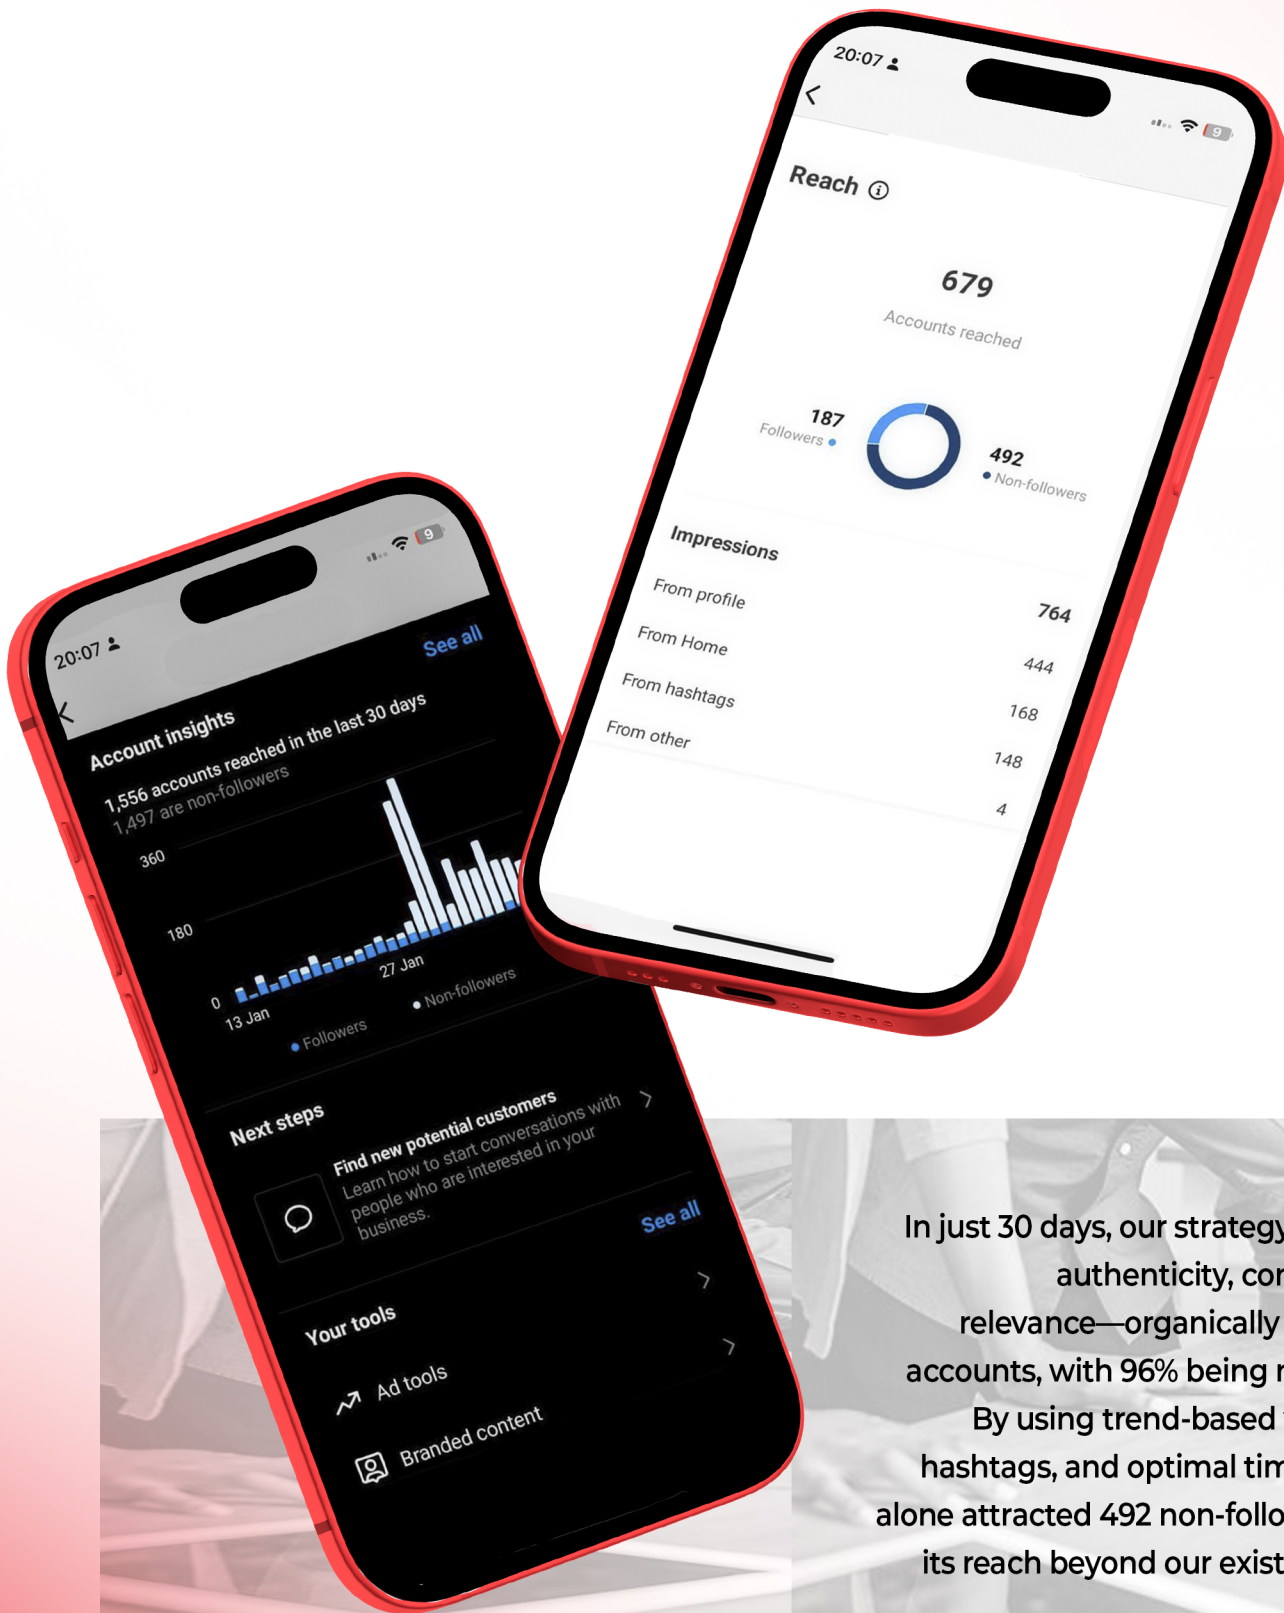 20:07
9
Reach
679
Accounts reached
187
Followers
492
Non-followers
Impressions
764
From profile
444
From Home
168
From hashtags
148
From other
4
20:07
9
See all
Account insights
1,556 accounts reached in the last 30 days
1,497 are non-followers
360
180
0
13 Jan
27 Jan
Followers
Non-followers
Next steps
Find new potential customers
Learn how to start conversations with
people who are interested in your
business.
See all
Your tools
Ad tools
Branded content
In just 30 days, our strategy
authenticity,
relevance—organically
accounts, with 96% being
By using trend-based
hashtags, and optimal
alone attracted 492
its reach beyond our